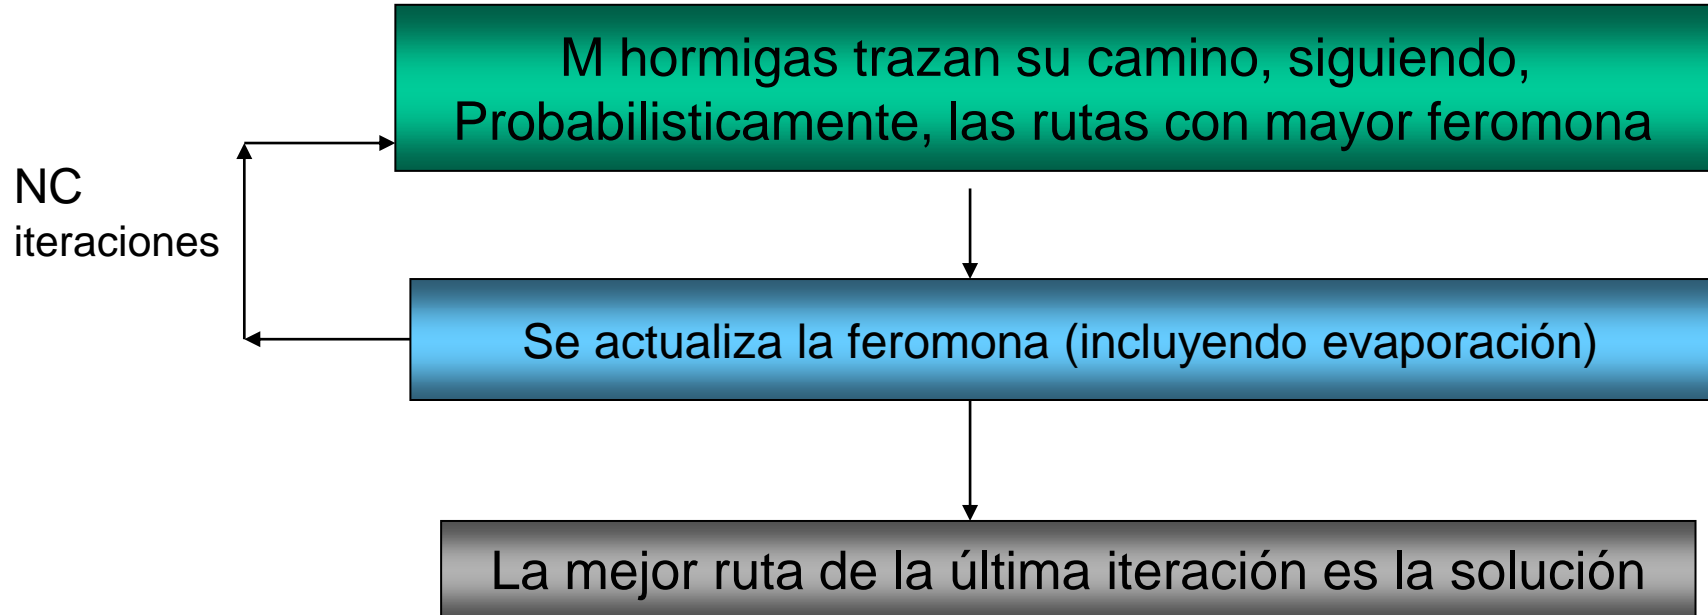 M hormigas trazan su camino, siguiendo,
Probabilisticamente, las rutas con mayor feromona
NC
iteraciones
Se actualiza la feromona (incluyendo evaporación)
La mejor ruta de la última iteración es la solución